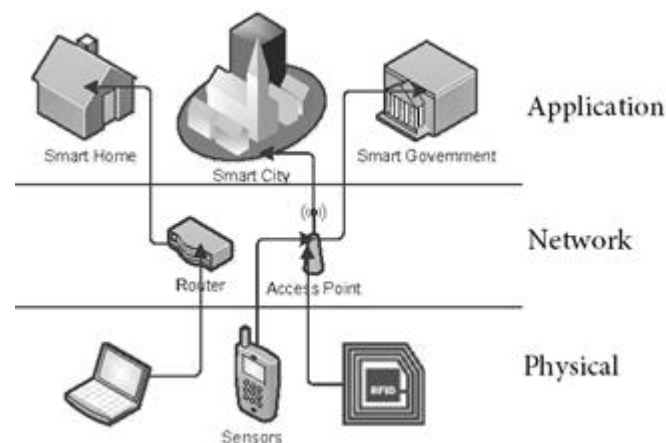 Application
Smart Home
Smart City
Smart Government
Network
Router
Access Point
Physical
RFID
Sensors